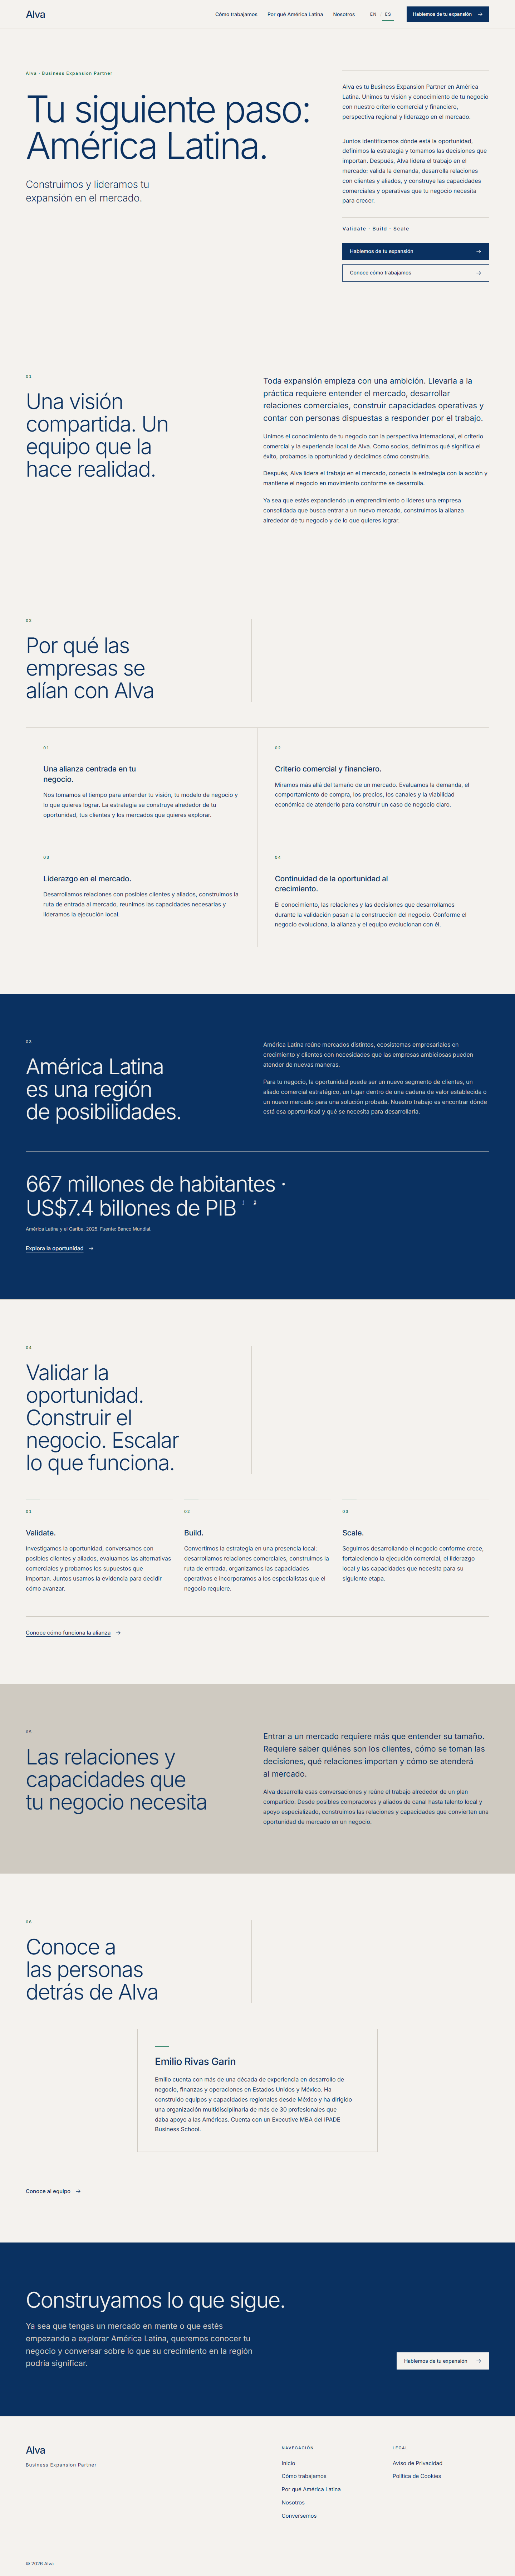 Alva
Cómo trabajamos
Por qué América Latina
Nosotros
EN
ES
Hablemos de tu expansión →
Alva · Business Expansion Partner
Tu siguiente paso:
América Latina.
Construimos y lideramos tu
expansión en el mercado.
Alva es tu Business Expansion Partner en América
Latina. Unimos tu visión y conocimiento de tu negocio
con nuestro criterio comercial y financiero,
perspectiva regional y liderazgo en el mercado.
Juntos identificamos dónde está la oportunidad,
definimos la estrategia y tomamos las decisiones que
importan. Después, Alva lidera el trabajo en el
mercado: valida la demanda, desarrolla relaciones
con clientes y aliados, y construye las capacidades
comerciales y operativas que tu negocio necesita
para crecer.
Validate · Build · Scale
Hablemos de tu expansión →
Conoce cómo trabajamos →
01
Una visión
compartida. Un
equipo que la
hace realidad.
Toda expansión empieza con una ambición. Llevarla a la
práctica requiere entender el mercado, desarrollar
relaciones comerciales, construir capacidades operativas y
contar con personas dispuestas a responder por el trabajo.
Unimos el conocimiento de tu negocio con la perspectiva internacional, el criterio
comercial y la experiencia local de Alva. Como socios, definimos qué significa el
éxito, probamos la oportunidad y decidimos cómo construirla.
Después, Alva lidera el trabajo en el mercado, conecta la estrategia con la acción y
mantiene el negocio en movimiento conforme se desarrolla.
Ya sea que estés expandiendo un emprendimiento o lideres una empresa
consolidada que busca entrar a un nuevo mercado, construimos la alianza
alrededor de tu negocio y de lo que quieres lograr.
02
Por qué las
empresas se
alían con Alva
01
Una alianza centrada en tu
negocio.
Nos tomamos el tiempo para entender tu visión, tu modelo de negocio y
lo que quieres lograr. La estrategia se construye alrededor de tu
oportunidad, tus clientes y los mercados que quieres explorar.
02
Criterio comercial y financiero.
Miramos más allá del tamaño de un mercado. Evaluamos la demanda, el
comportamiento de compra, los precios, los canales y la viabilidad
económica de atenderlo para construir un caso de negocio claro.
03
Liderazgo en el mercado.
Desarrollamos relaciones con posibles clientes y aliados, construimos la
ruta de entrada al mercado, reunimos las capacidades necesarias y
lideramos la ejecución local.
04
Continuidad de la oportunidad al
crecimiento.
El conocimiento, las relaciones y las decisiones que desarrollamos
durante la validación pasan a la construcción del negocio. Conforme el
negocio evoluciona, la alianza y el equipo evolucionan con él.
03
América Latina
es una región
de posibilidades.
América Latina reúne mercados distintos, ecosistemas empresariales en
crecimiento y clientes con necesidades que las empresas ambiciosas pueden
atender de nuevas maneras.
Para tu negocio, la oportunidad puede ser un nuevo segmento de clientes, un
aliado comercial estratégico, un lugar dentro de una cadena de valor establecida o
un nuevo mercado para una solución probada. Nuestro trabajo es encontrar dónde
está esa oportunidad y qué se necesita para desarrollarla.
667 millones de habitantes ·
US$7.4 billones de PIB 1 2
América Latina y el Caribe, 2025. Fuente: Banco Mundial.
Explora la oportunidad →
04
Validar la
oportunidad.
Construir el
negocio. Escalar
lo que funciona.
01
Validate.
Investigamos la oportunidad, conversamos con
posibles clientes y aliados, evaluamos las alternativas
comerciales y probamos los supuestos que
importan. Juntos usamos la evidencia para decidir
cómo avanzar.
02
Build.
Convertimos la estrategia en una presencia local:
desarrollamos relaciones comerciales, construimos la
ruta de entrada, organizamos las capacidades
operativas e incorporamos a los especialistas que el
negocio requiere.
03
Scale.
Seguimos desarrollando el negocio conforme crece,
fortaleciendo la ejecución comercial, el liderazgo
local y las capacidades que necesita para su
siguiente etapa.
Conoce cómo funciona la alianza →
05
Las relaciones y
capacidades que
tu negocio necesita
Entrar a un mercado requiere más que entender su tamaño.
Requiere saber quiénes son los clientes, cómo se toman las
decisiones, qué relaciones importan y cómo se atenderá
al mercado.
Alva desarrolla esas conversaciones y reúne el trabajo alrededor de un plan
compartido. Desde posibles compradores y aliados de canal hasta talento local y
apoyo especializado, construimos las relaciones y capacidades que convierten una
oportunidad de mercado en un negocio.
06
Conoce a
las personas
detrás de Alva
Emilio Rivas Garin
Emilio cuenta con más de una década de experiencia en desarrollo de
negocio, finanzas y operaciones en Estados Unidos y México. Ha
construido equipos y capacidades regionales desde México y ha dirigido
una organización multidisciplinaria de más de 30 profesionales que
daba apoyo a las Américas. Cuenta con un Executive MBA del IPADE
Business School.
Conoce al equipo →
Construyamos lo que sigue.
Ya sea que tengas un mercado en mente o que estés
empezando a explorar América Latina, queremos conocer tu
negocio y conversar sobre lo que su crecimiento en la región
podría significar.
Hablemos de tu expansión →
Alva
Business Expansion Partner
NAVEGACIÓN
Inicio
Cómo trabajamos
Por qué América Latina
Nosotros
Conversemos
LEGAL
Aviso de Privacidad
Política de Cookies
© 2026 Alva